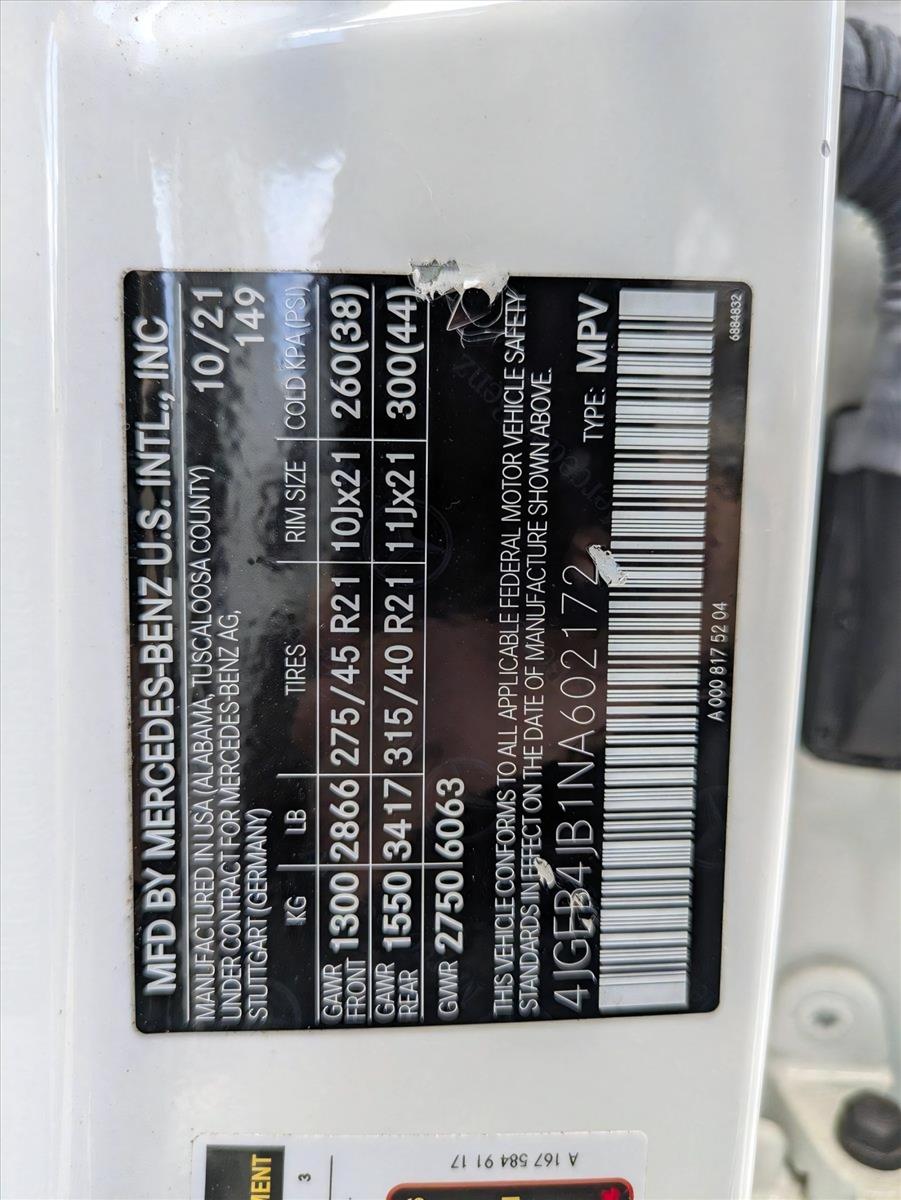 MFD BY MERCEDES-BENZ U.S. INTL., INC
MANUFACTURED IN USA (ALABAMA, TUSCALOOSA COUNTY) 10/21
UNDER CONTRACT FOR MERCEDES-BENZ AG, 149
STUTTGART (GERMANY)
KG LB TIRES RIM SIZE COLD KPA (PSI)
GAWR FRONT 1300 2866 275/45 R21 10Jx21 260(38)
GAWR REAR 1550 3417 315/40 R21 11Jx21 300(44)
GVWR 2750 6063
THIS VEHICLE CONFORMS TO ALL APPLICABLE FEDERAL MOTOR VEHICLE SAFETY
STANDARDS IN EFFECT ON THE DATE OF MANUFACTURE SHOWN ABOVE.
4JGFB4JB1NA602172 TYPE: MPV
A 000 817 52 04 6884832
A 167 584 91 17
3